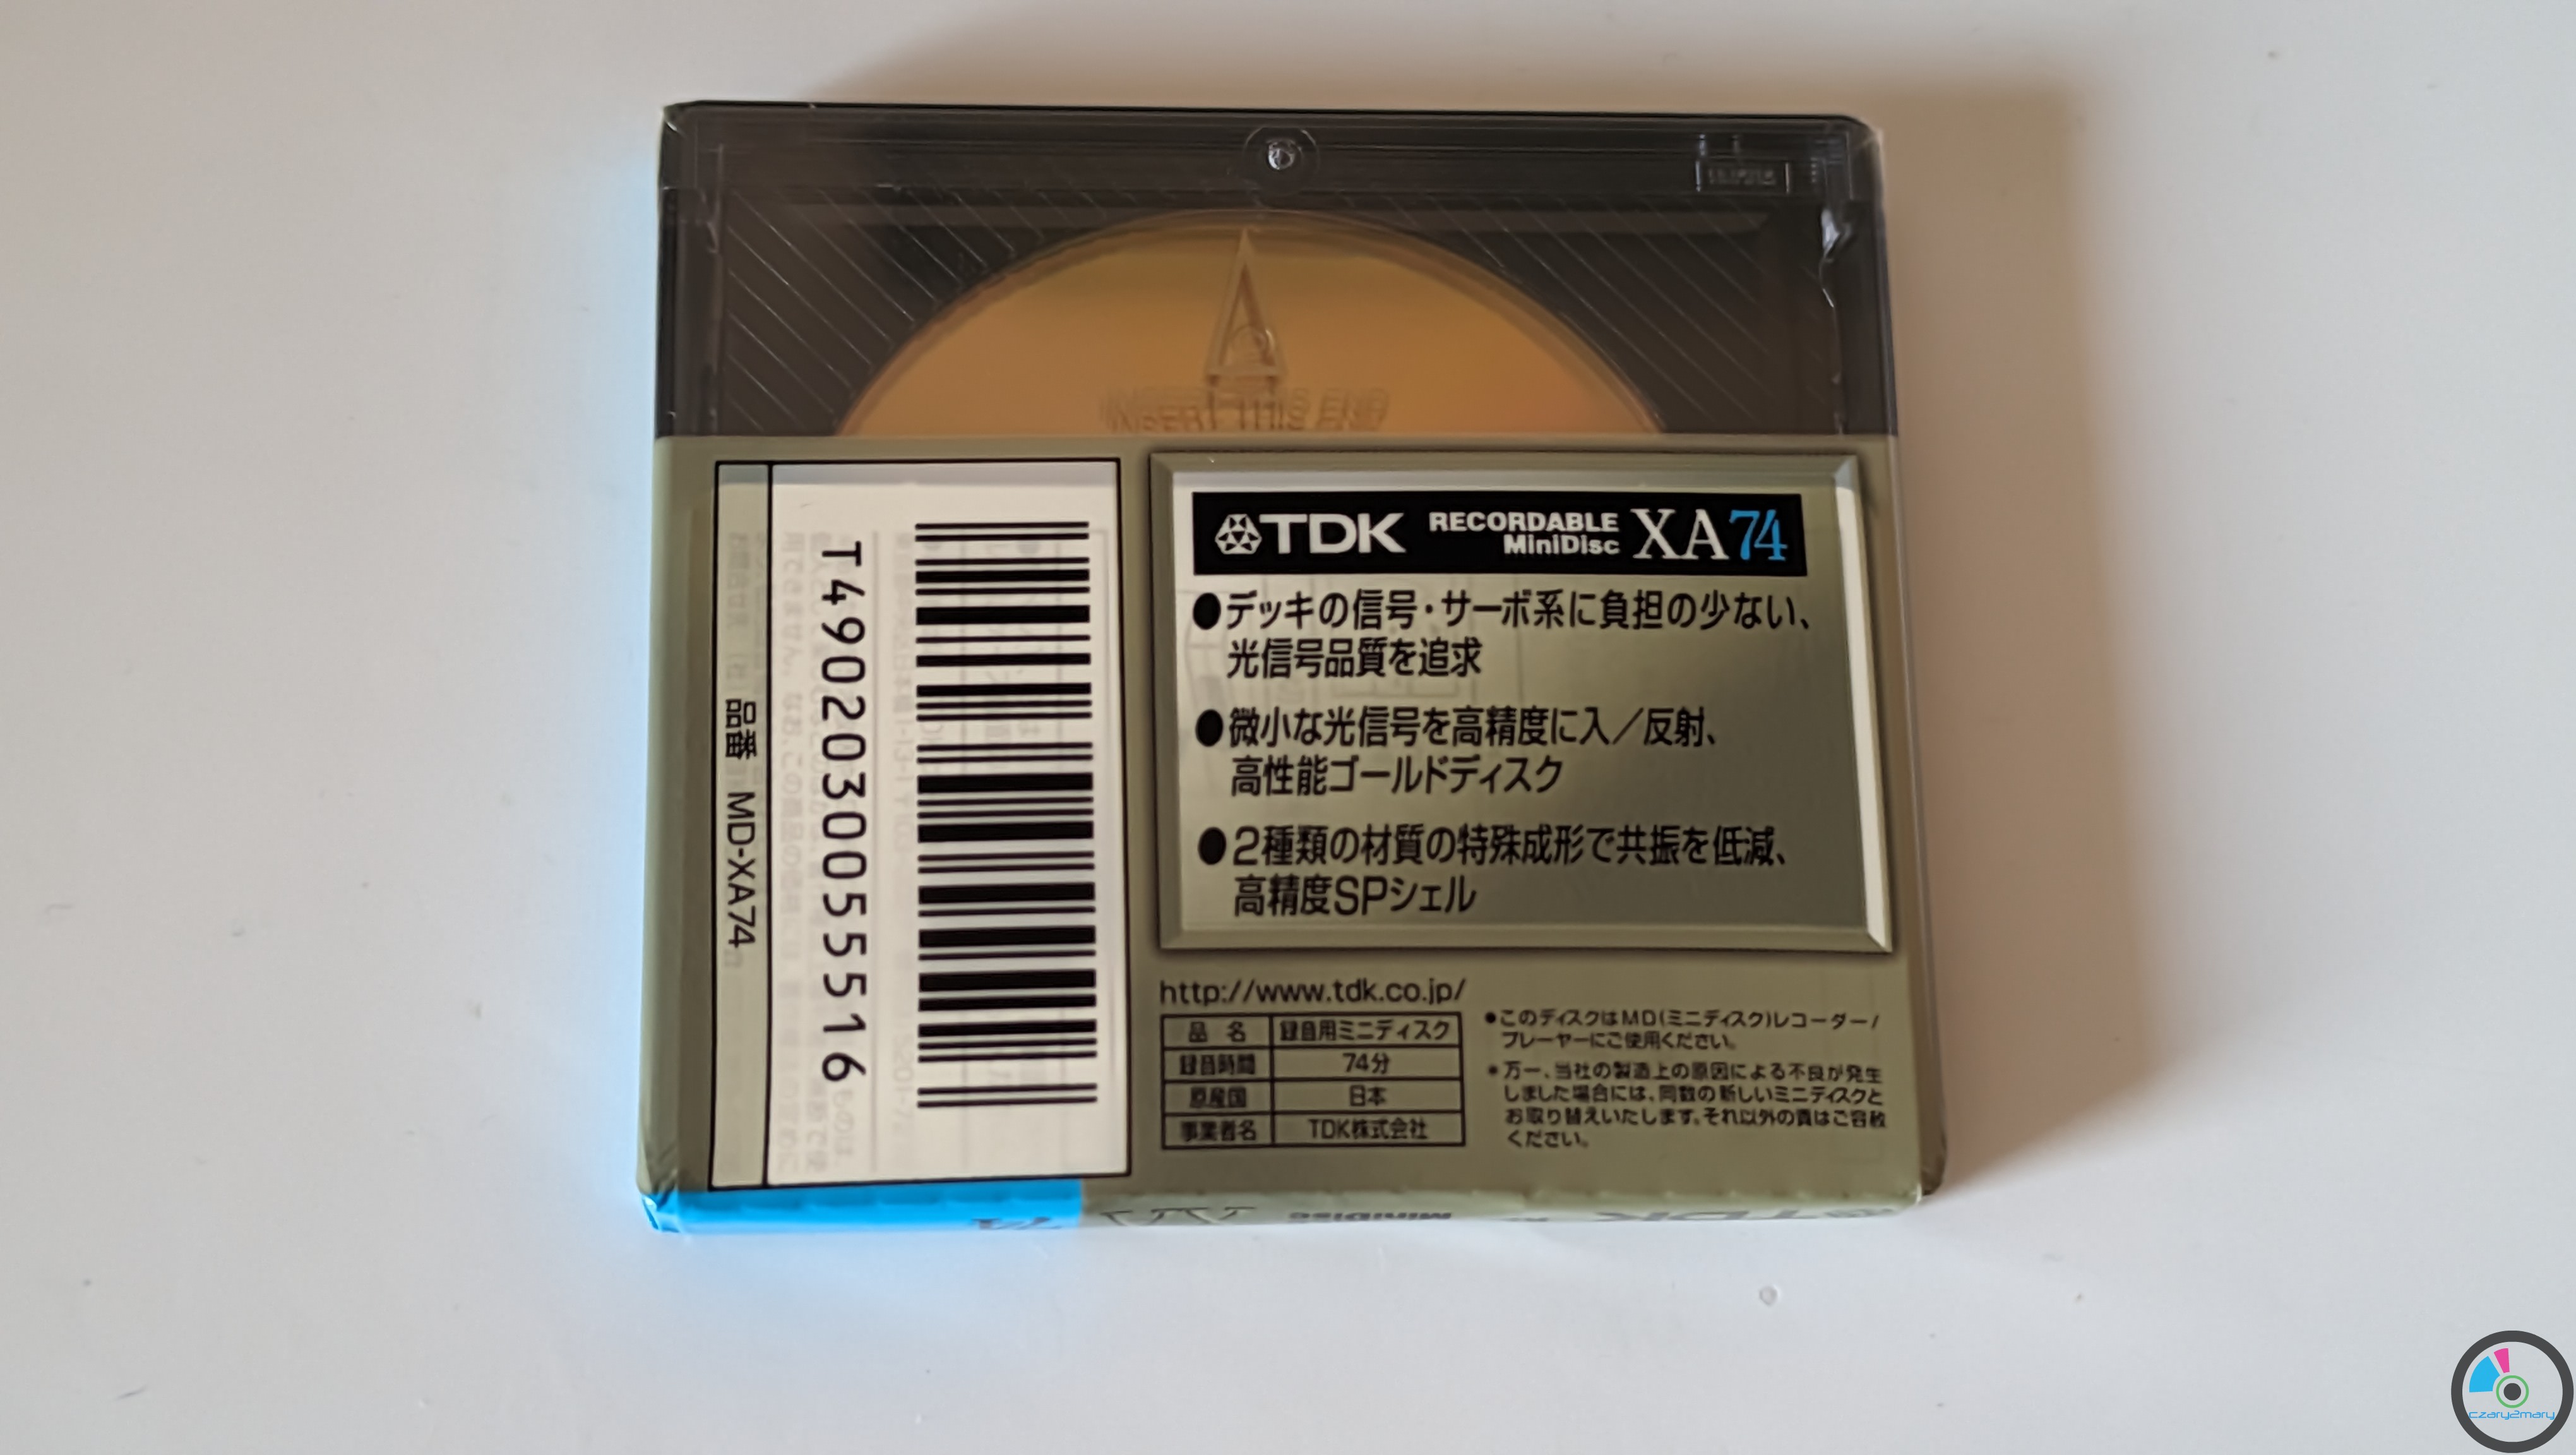 INSERT THIS END
TDK RECORDABLE MiniDisc XA74
●デッキの信号・サーボ系に負担の少ない、
光信号品質を追求
●微小な光信号を高精度に入／反射、
高性能ゴールドディスク
●2種類の材質の特殊成形で共振を低減、
高精度SPシェル
T4902030055516
品番 MD-XA74
http://www.tdk.co.jp/
品 名 録音用ミニディスク
録音時間 74分
原産国 日本
事業者名 TDK株式会社
●このディスクはMD(ミニディスク)レコーダー/
プレーヤーにご使用ください。
●万一、当社の製造上の原因による不良が発生
しました場合には、同数の新しいミニディスクと
お取り替えいたします。それ以外の責はご容赦
ください。
TDK MiniDisc XA 74
czary2mary